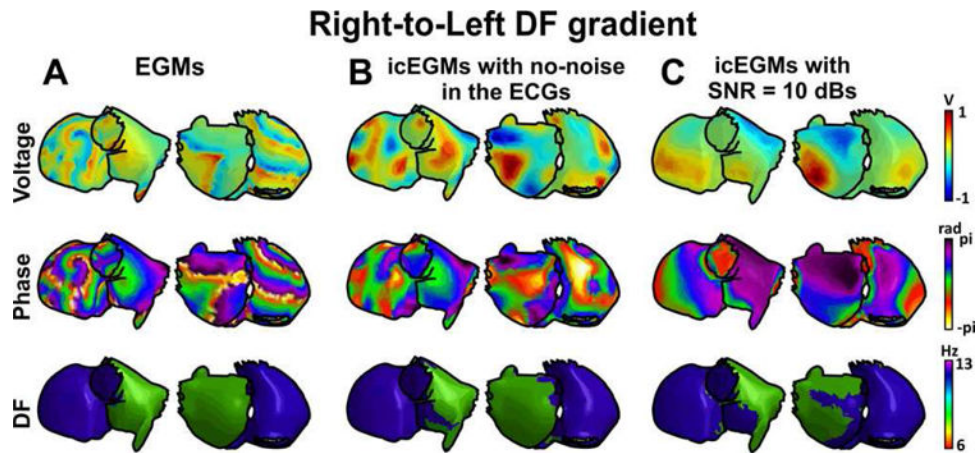 Right-to-Left DF gradient
A
EGMs
B
icEGMs with no-noise
in the ECGs
C
icEGMs with
SNR = 10 dBs
Voltage
V
1
-1
Phase
rad
pi
-pi
DF
Hz
13
6